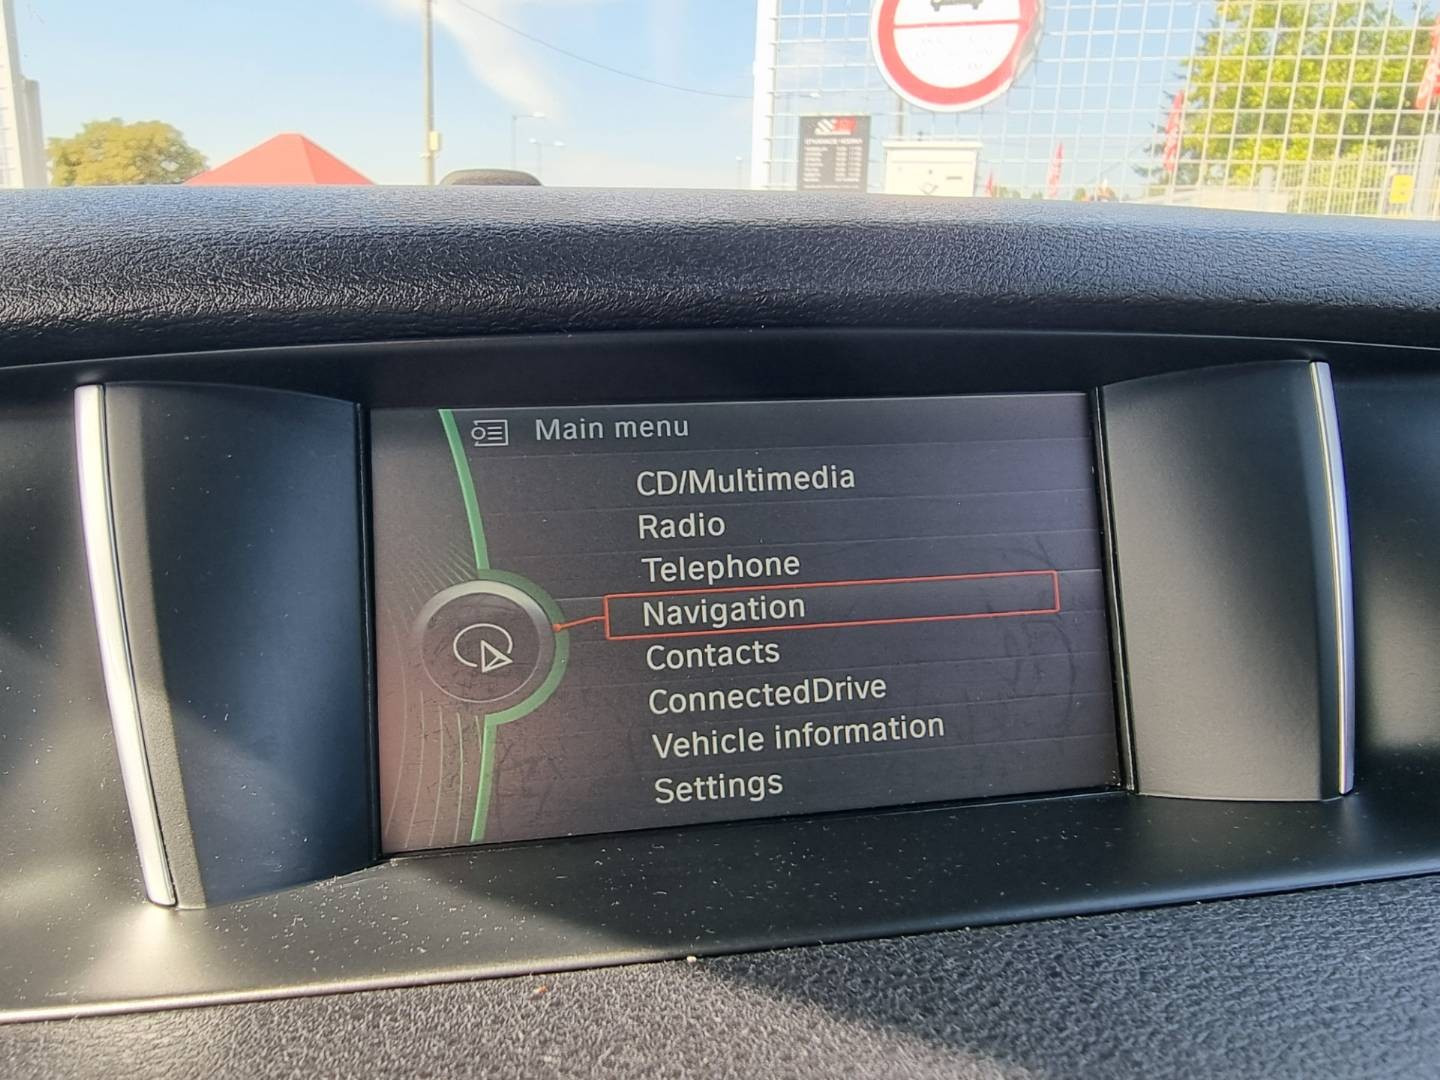 Main menu
CD/Multimedia
Radio
Telephone
Navigation
Contacts
ConnectedDrive
Vehicle information
Settings